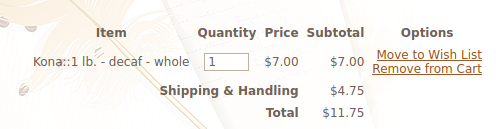 Item Quantity Price Subtotal Options
Kona::1 lb. - decaf - whole 1 $7.00 $7.00 Move to Wish List
Remove from Cart
Shipping & Handling $4.75
Total $11.75